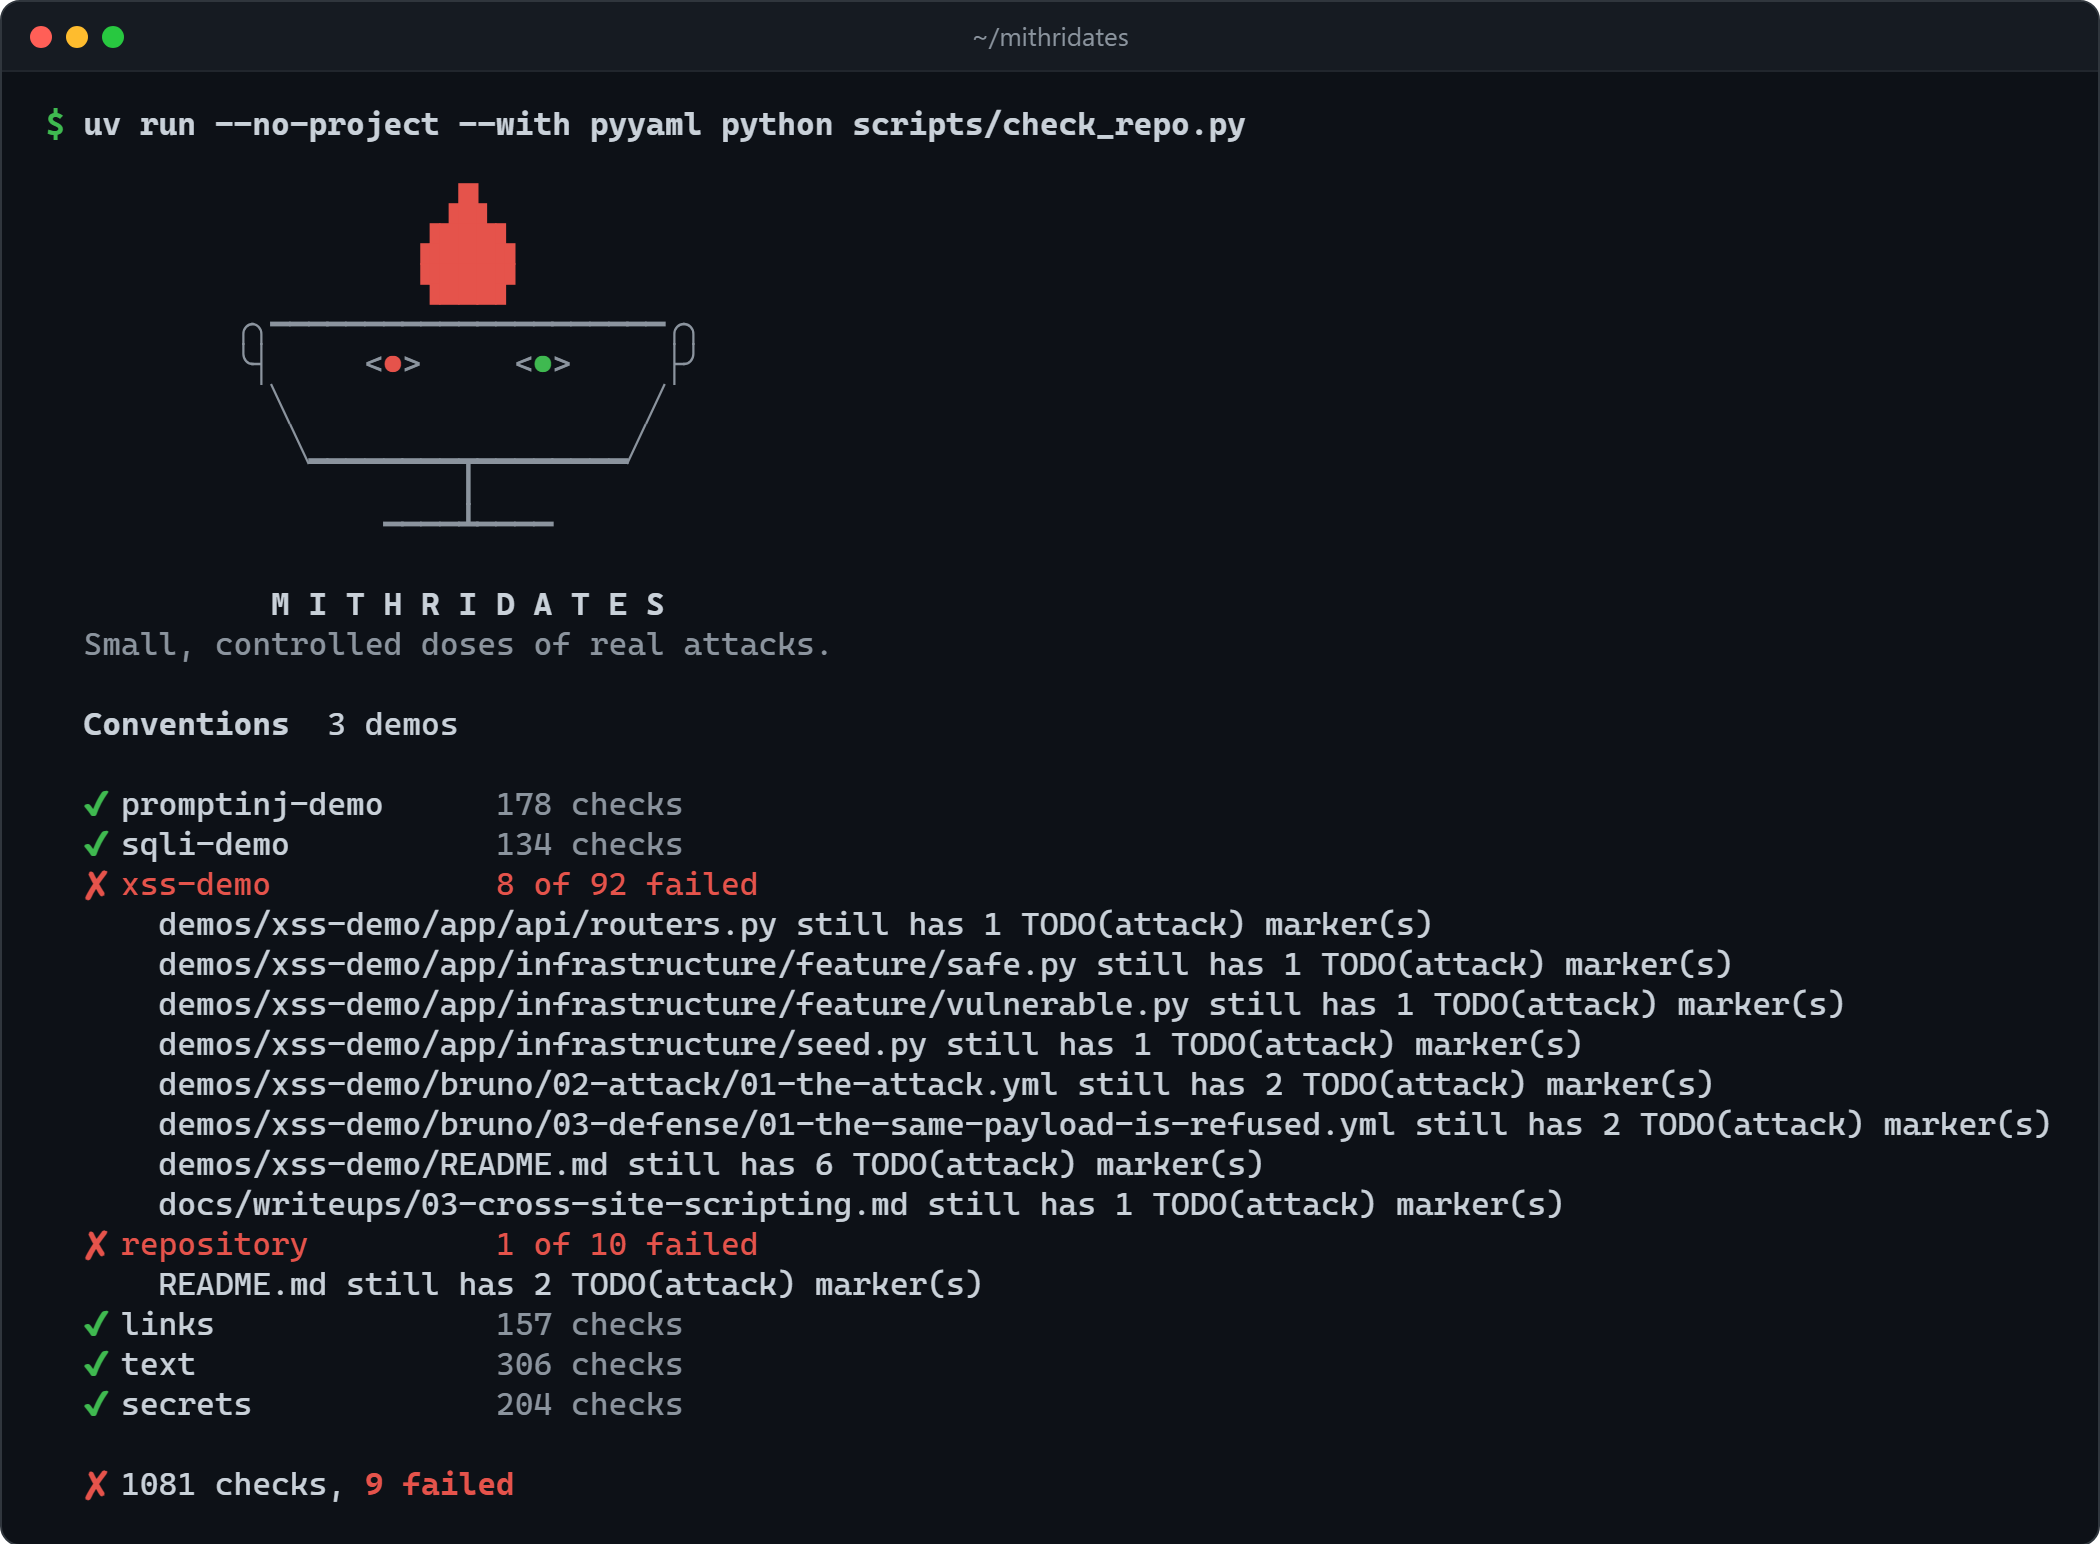 ~/mithridates
$ uv run --no-project --with pyyaml python scripts/check_repo.py
<●> <●>
M I T H R I D A T E S
Small, controlled doses of real attacks.
Conventions  3 demos
✔ promptinj-demo 178 checks
✔ sqli-demo 134 checks
✘ xss-demo 8 of 92 failed
demos/xss-demo/app/api/routers.py still has 1 TODO(attack) marker(s)
demos/xss-demo/app/infrastructure/feature/safe.py still has 1 TODO(attack) marker(s)
demos/xss-demo/app/infrastructure/feature/vulnerable.py still has 1 TODO(attack) marker(s)
demos/xss-demo/app/infrastructure/seed.py still has 1 TODO(attack) marker(s)
demos/xss-demo/bruno/02-attack/01-the-attack.yml still has 2 TODO(attack) marker(s)
demos/xss-demo/bruno/03-defense/01-the-same-payload-is-refused.yml still has 2 TODO(attack) marker(s)
demos/xss-demo/README.md still has 6 TODO(attack) marker(s)
docs/writeups/03-cross-site-scripting.md still has 1 TODO(attack) marker(s)
✘ repository 1 of 10 failed
README.md still has 2 TODO(attack) marker(s)
✔ links 157 checks
✔ text 306 checks
✔ secrets 204 checks
✘ 1081 checks, 9 failed